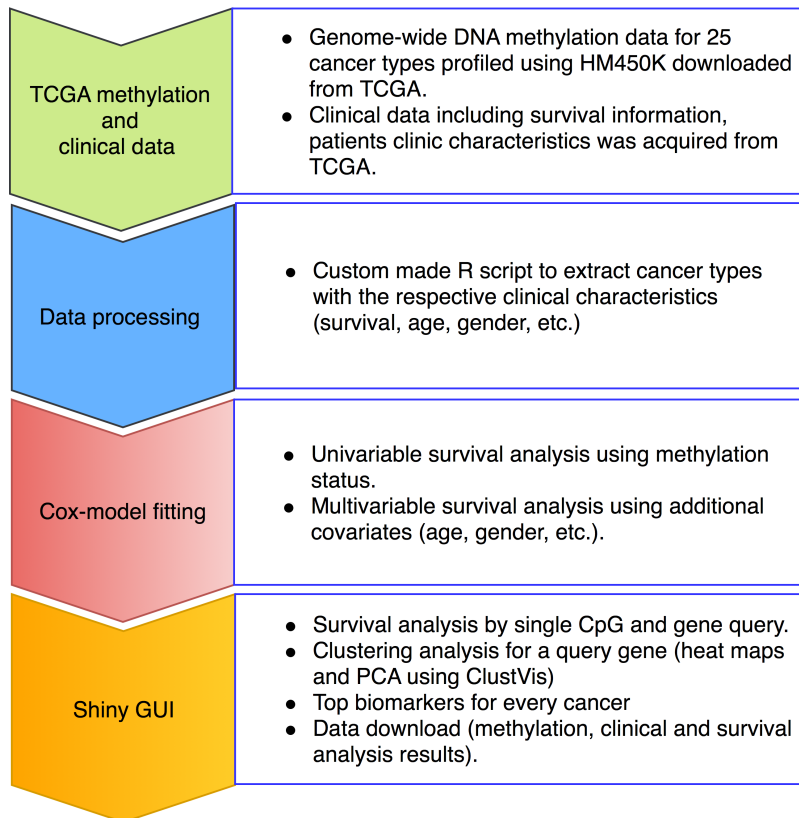 TCGA methylation
and
clinical data
● Genome-wide DNA methylation data for 25
cancer types profiled using HM450K downloaded
from TCGA.
● Clinical data including survival information,
patients clinic characteristics was acquired from
TCGA.
Data processing
● Custom made R script to extract cancer types
with the respective clinical characteristics
(survival, age, gender, etc.)
Cox-model fitting
● Univariable survival analysis using methylation
status.
● Multivariable survival analysis using additional
covariates (age, gender, etc.).
Shiny GUI
● Survival analysis by single CpG and gene query.
● Clustering analysis for a query gene (heat maps
and PCA using ClustVis)
● Top biomarkers for every cancer
● Data download (methylation, clinical and survival
analysis results).